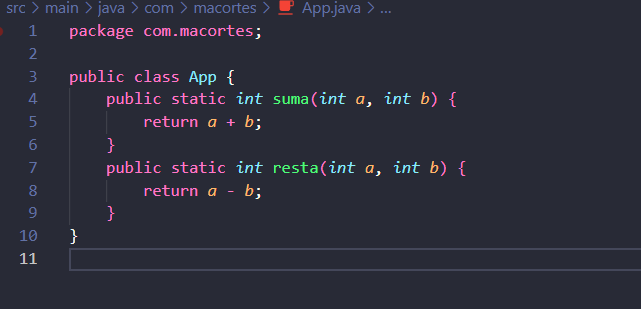 src > main > java > com > macortes > App.java > ...
1 package com.macortes;
2
3 public class App {
4     public static int suma(int a, int b) {
5         return a + b;
6     }
7     public static int resta(int a, int b) {
8         return a - b;
9     }
10 }
11